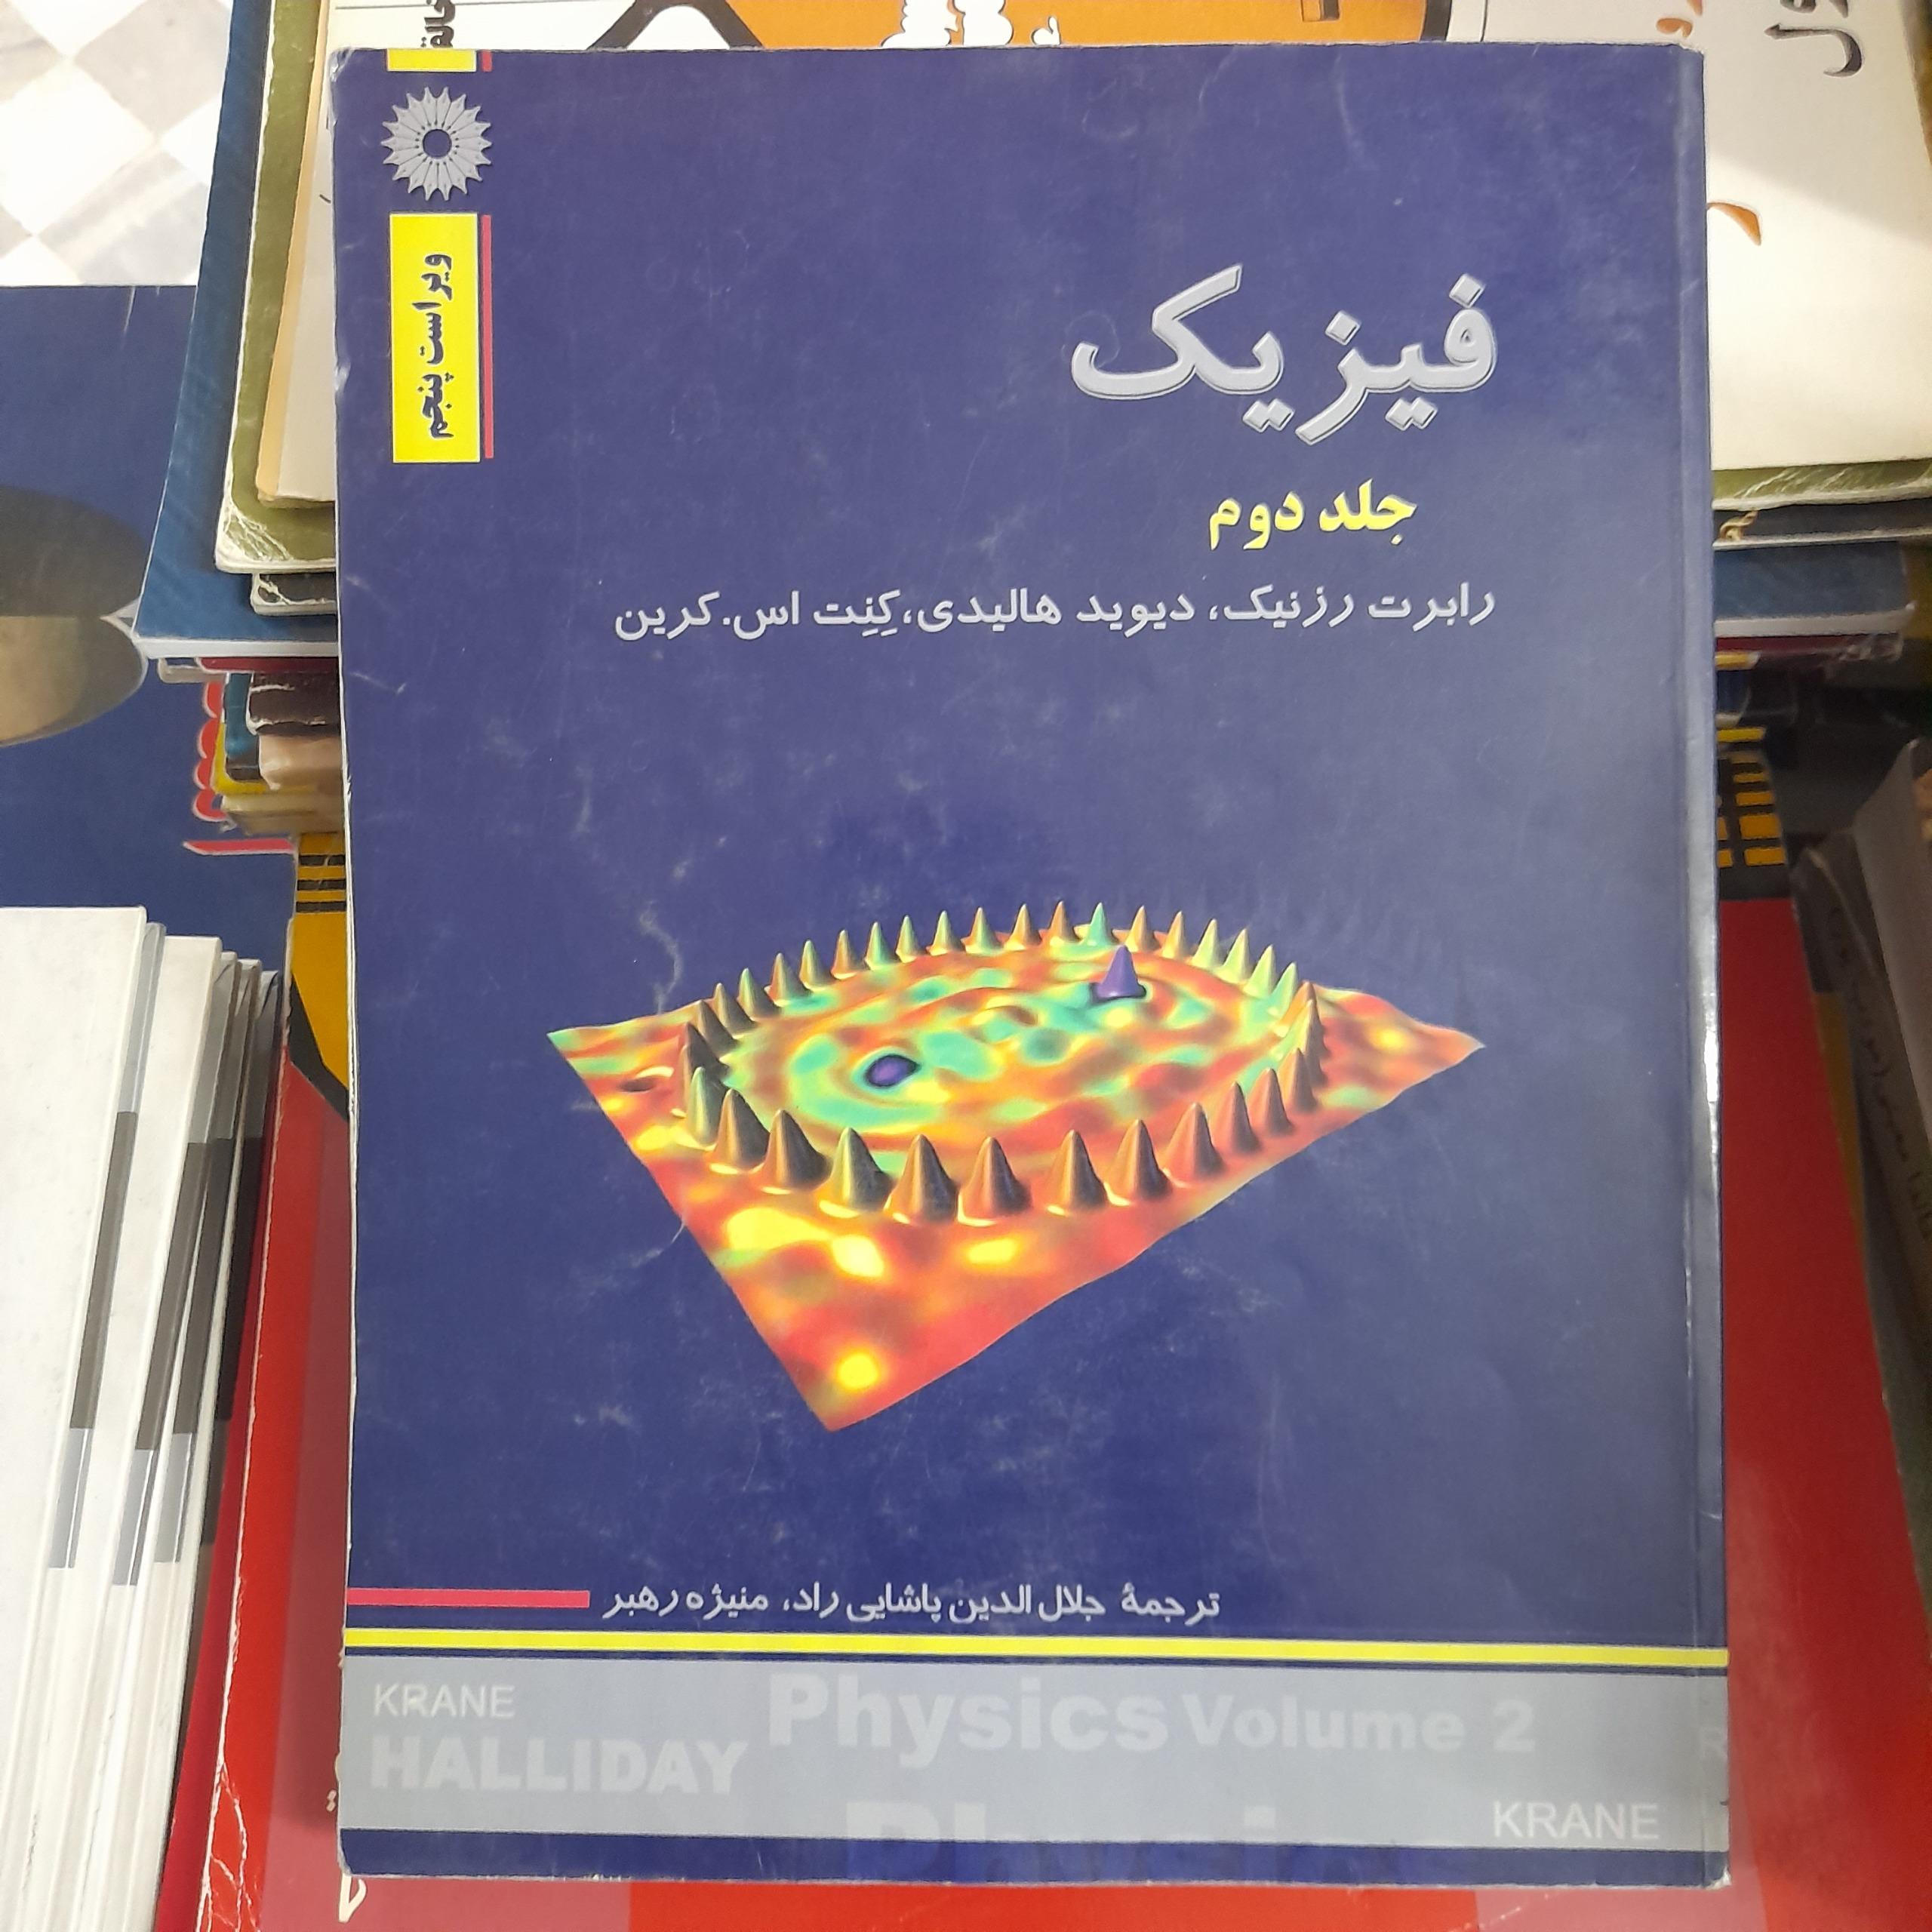 ویراست پنجم
فیزیک
جلد دوم
رابرت رزنیک، دیوید هالیدی، کِنِت اس. کرین
ترجمهٔ جلال‌الدین پاشایی راد، منیژه رهبر
KRANE
HALLIDAY
Physics Volume 2
KRANE